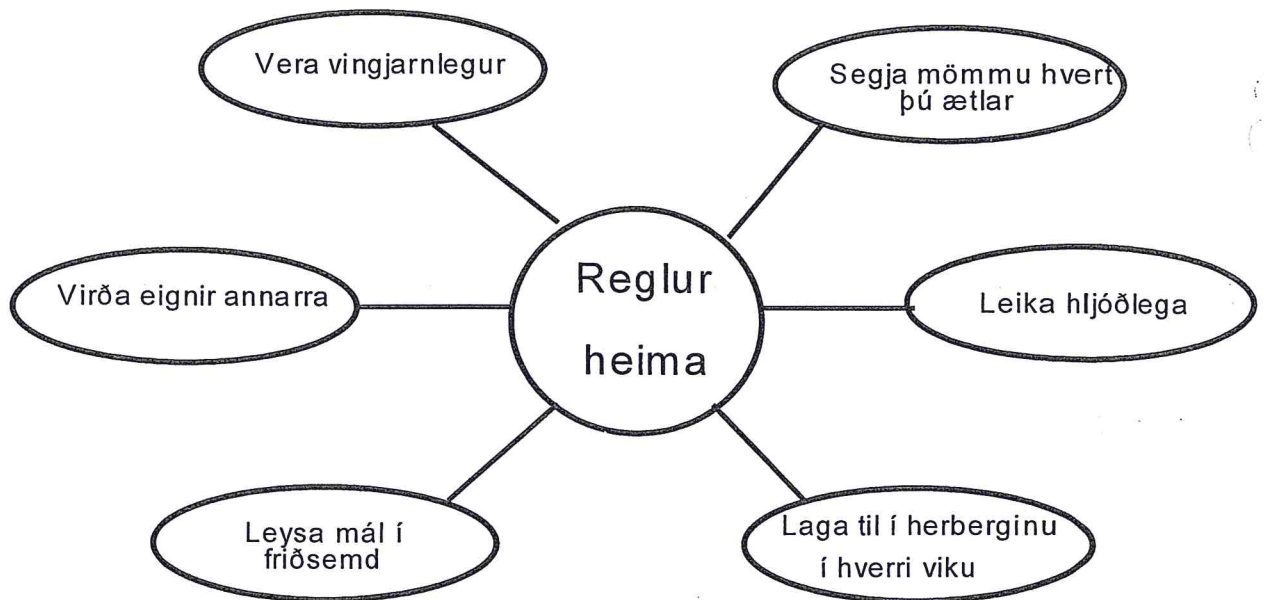 Vera vingjarnlegur
Segja mömmu hvert
þú ætlar
Virða eignir annarra
Reglur
heima
Leika hljóðlega
Leysa mál í
friðsemd
Laga til í herberginu
í hverri viku